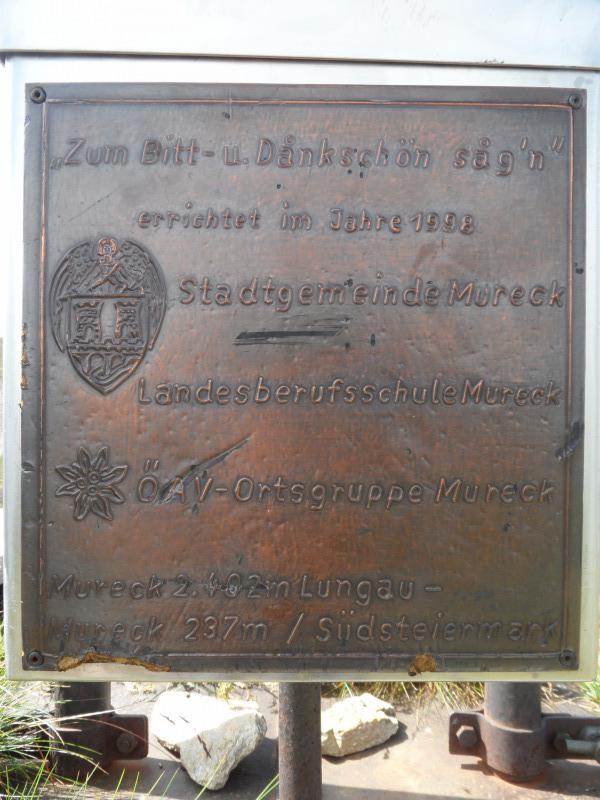 „Zum Bitt- u. Dånkschön såg'n"
errichtet im Jahre 1998
Stadtgemeinde Mureck
Landesberufsschule Mureck
ÖAV-Ortsgruppe Mureck
Mureck 2.402m Lungau -
Mureck 237m / Südsteiermark